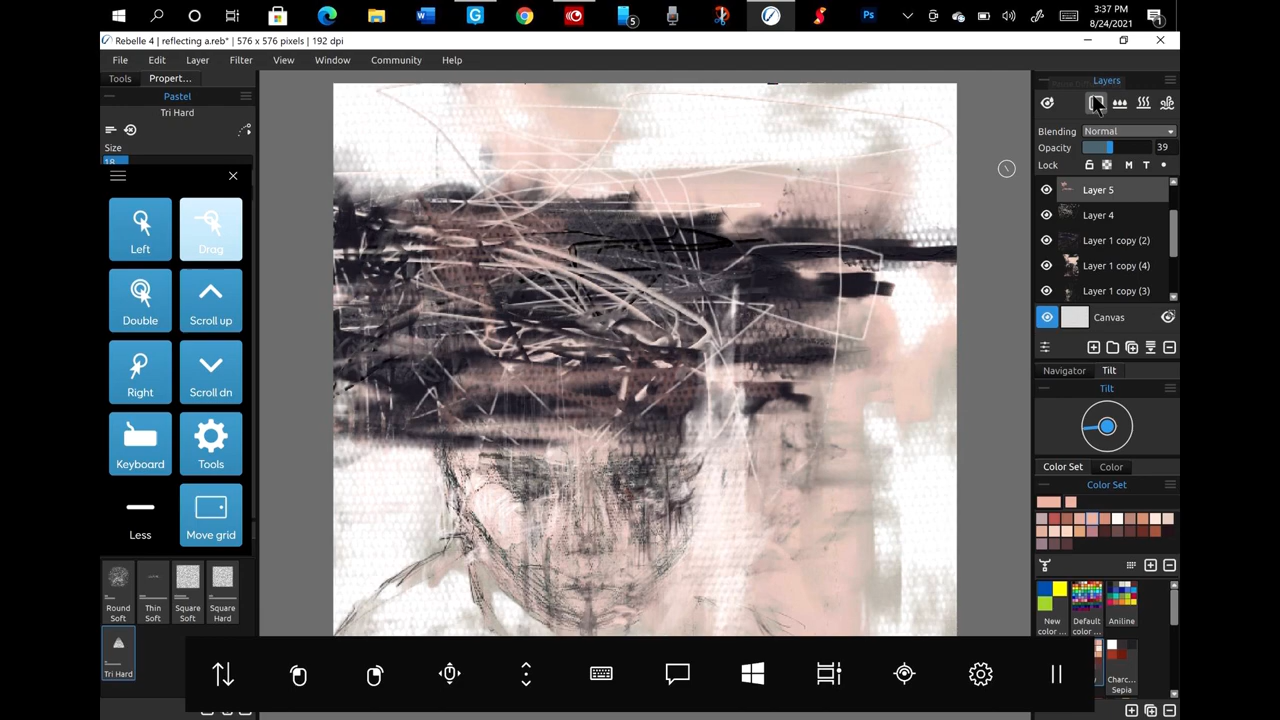 5
Ps
3:37 PM
8/24/2021
1
Rebelle 4 | reflecting a.reb* | 576 x 576 pixels | 192 dpi
File Edit Layer Filter View Window Community Help
Tools Propert...
Pastel
Tri Hard
Size
18
Left
Drag
Double
Scroll up
Right
Scroll dn
Keyboard
Tools
Less
Move grid
Round Soft
Thin Soft
Square Soft
Square Hard
Tri Hard
Layers
Blending Normal
Opacity 39
Lock M T
Layer 5
Layer 4
Layer 1 copy (2)
Layer 1 copy (4)
Layer 1 copy (3)
Canvas
Navigator Tilt
Tilt
Color Set Color
Color Set
New color ...
Default color ...
Aniline
Charc... Sepia